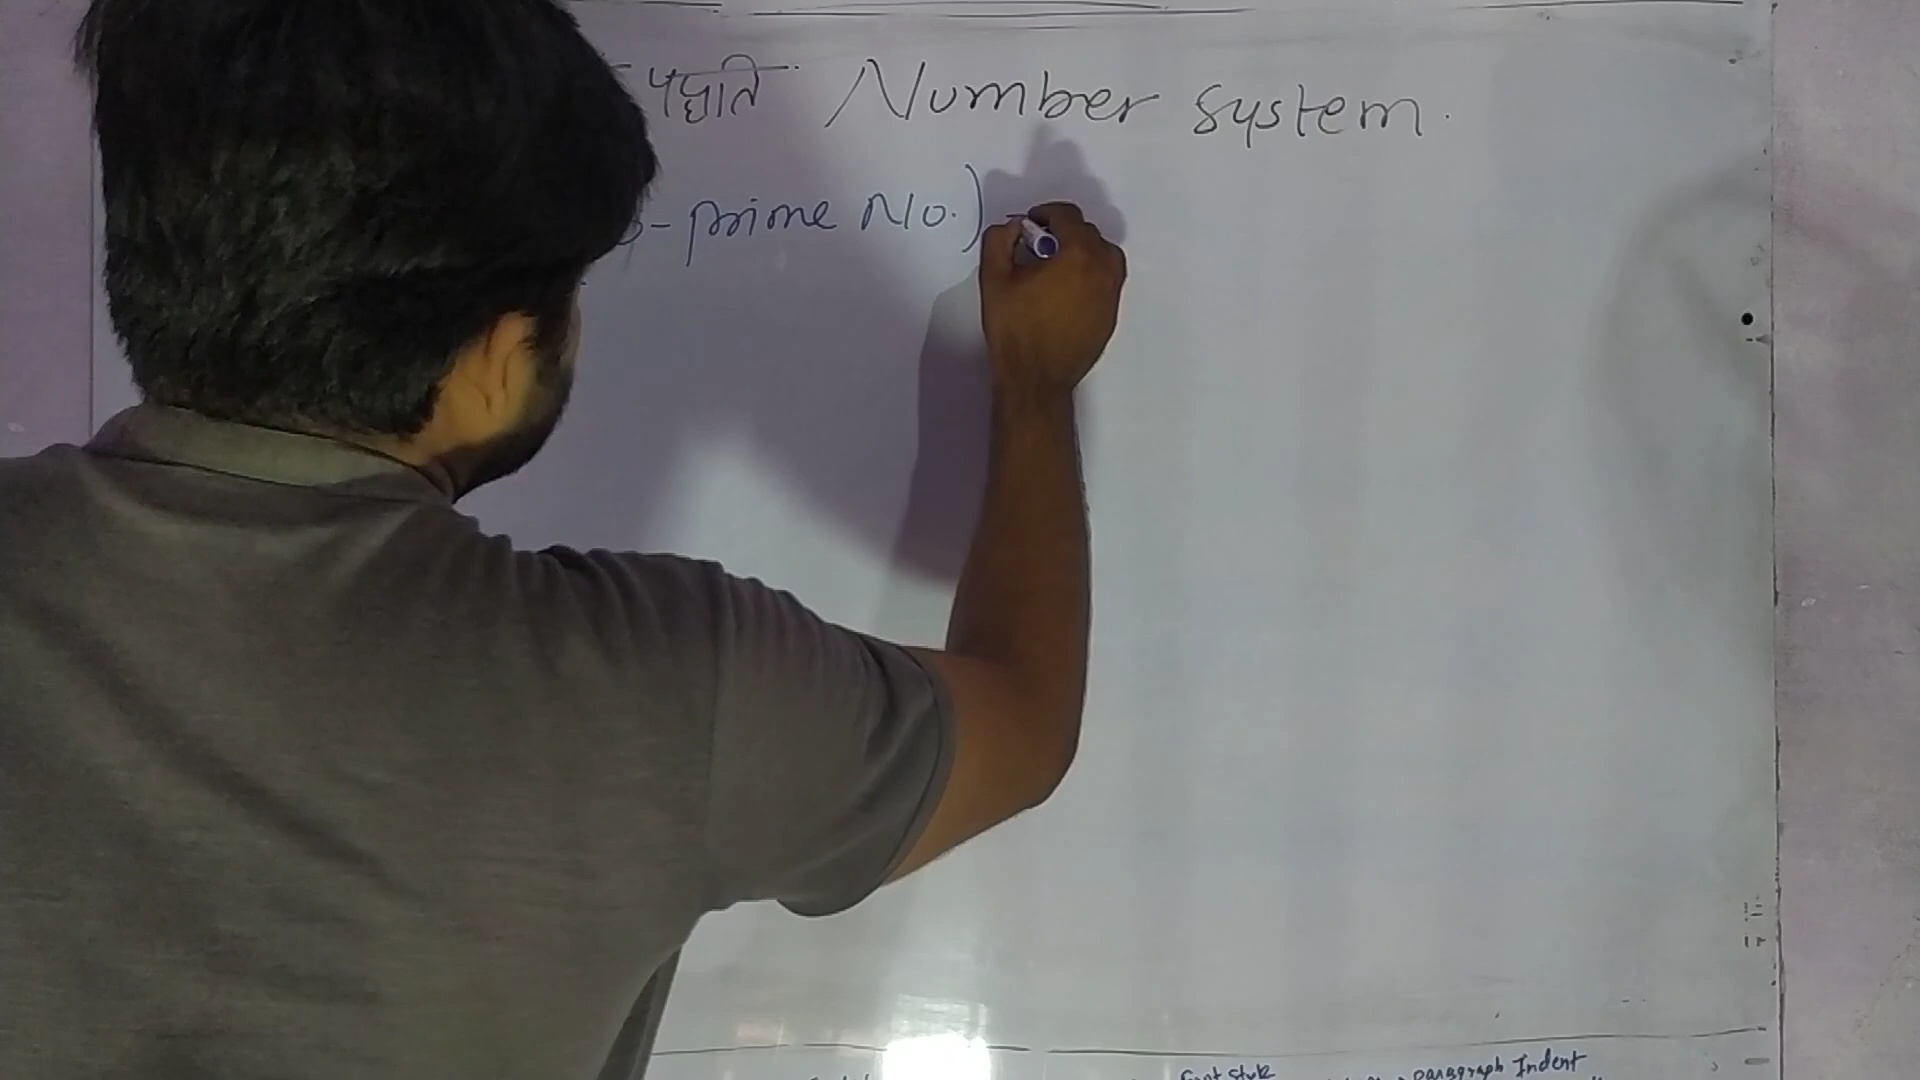 पद्धति Number system.
o-prime No.) -
Font Style
paragraph Indent